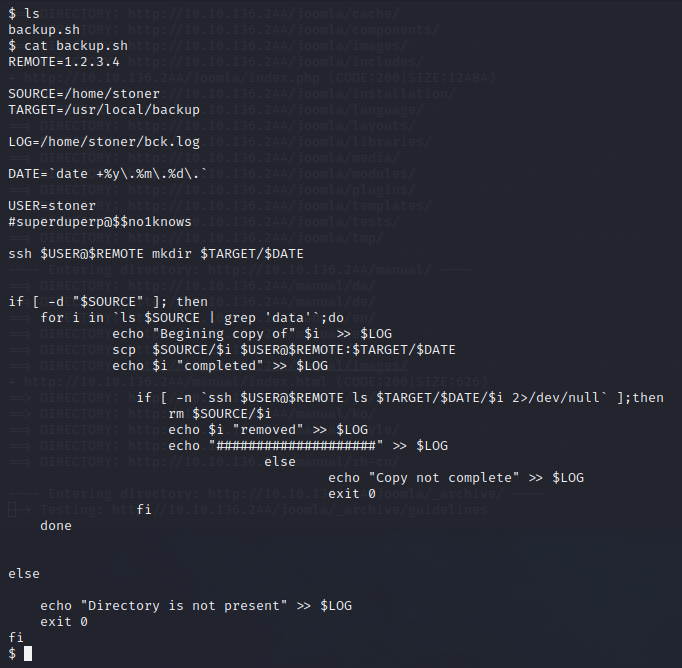 $ ls
backup.sh
$ cat backup.sh
REMOTE=1.2.3.4
SOURCE=/home/stoner
TARGET=/usr/local/backup
LOG=/home/stoner/bck.log
DATE=`date +%y\.%m\.%d\.`
USER=stoner
#superduperp@$$no1knows
ssh $USER@$REMOTE mkdir $TARGET/$DATE
if [ -d "$SOURCE" ]; then
for i in `ls $SOURCE | grep 'data'`;do
echo "Begining copy of" $i  >> $LOG
scp  $SOURCE/$i $USER@$REMOTE:$TARGET/$DATE
echo $i "completed" >> $LOG
if [ -n `ssh $USER@$REMOTE ls $TARGET/$DATE/$i 2>/dev/null` ];then
rm $SOURCE/$i
echo $i "removed" >> $LOG
echo "####################" >> $LOG
else
echo "Copy not complete" >> $LOG
exit 0
fi
done
else
echo "Directory is not present" >> $LOG
exit 0
fi
$